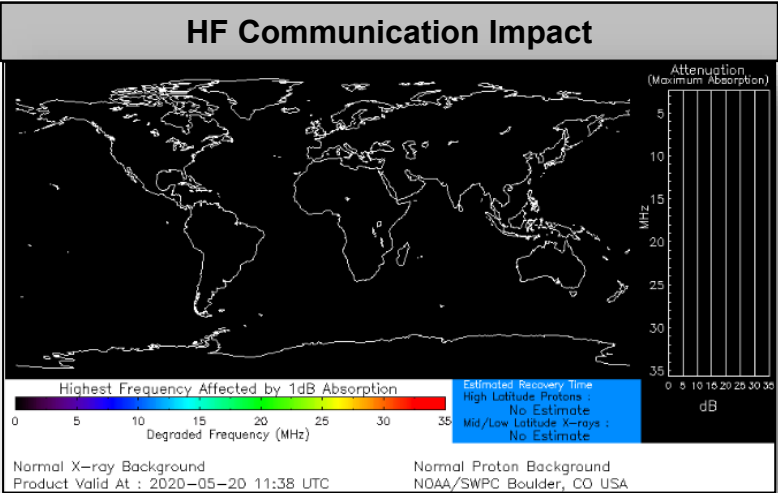 HF Communication Impact
Attenuation
(Maximum Absorption)
5
10
15
20
25
30
35
MHz
0 5 10 15 20 25 30 35
dB
Highest Frequency Affected by 1dB Absorption
0 5 10 15 20 25 30 35
Degraded Frequency (MHz)
Estimated Recovery Time
High Latitude Protons :
No Estimate
Mid/Low Latitude X-rays :
No Estimate
Normal X-ray Background
Product Valid At : 2020-05-20 11:38 UTC
Normal Proton Background
NOAA/SWPC Boulder, CO USA